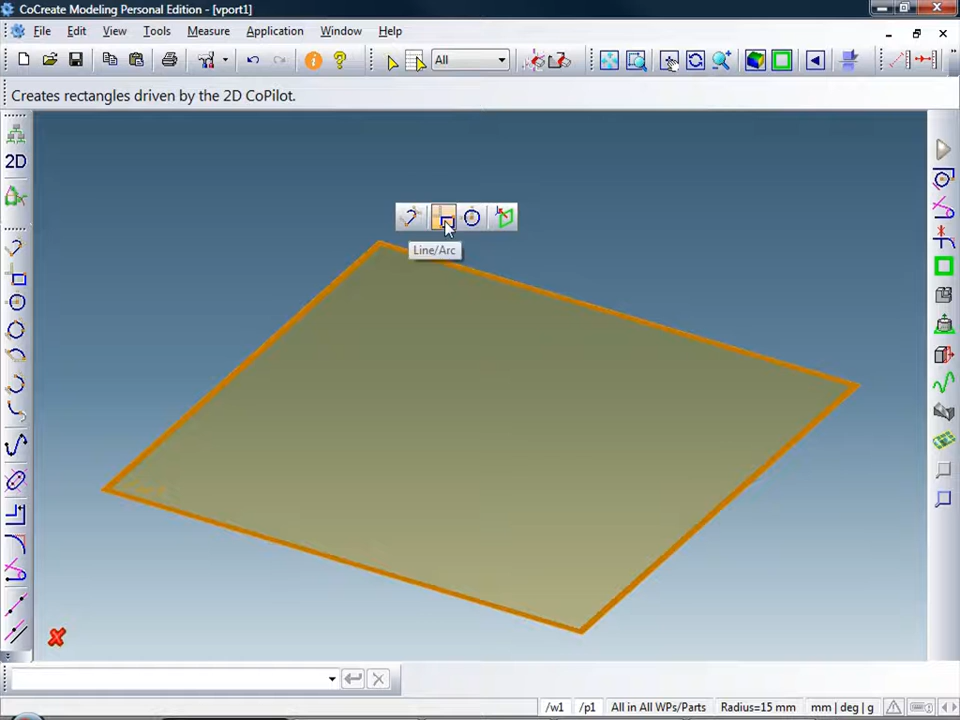 CoCreate Modeling Personal Edition - [vport1]
File Edit View Tools Measure Application Window Help
All
Creates rectangles driven by the 2D CoPilot.
2D
Line/Arc
/w1 /p1 All in All WPs/Parts Radius=15 mm mm | deg | g